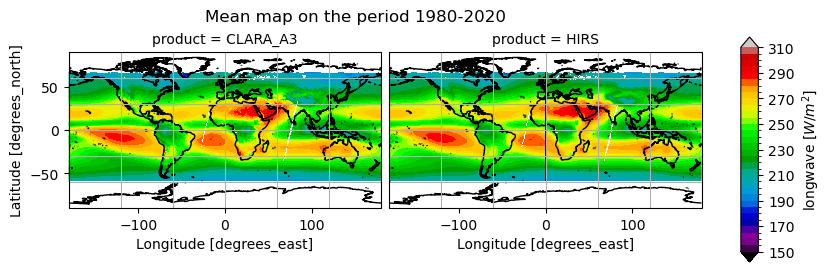 Mean map on the period 1980-2020
product = CLARA_A3
product = HIRS
Latitude [degrees_north]
50
0
−50
−100
0
100
Longitude [degrees_east]
−100
0
100
Longitude [degrees_east]
310
290
270
250
230
210
190
170
150
longwave [W/m²]